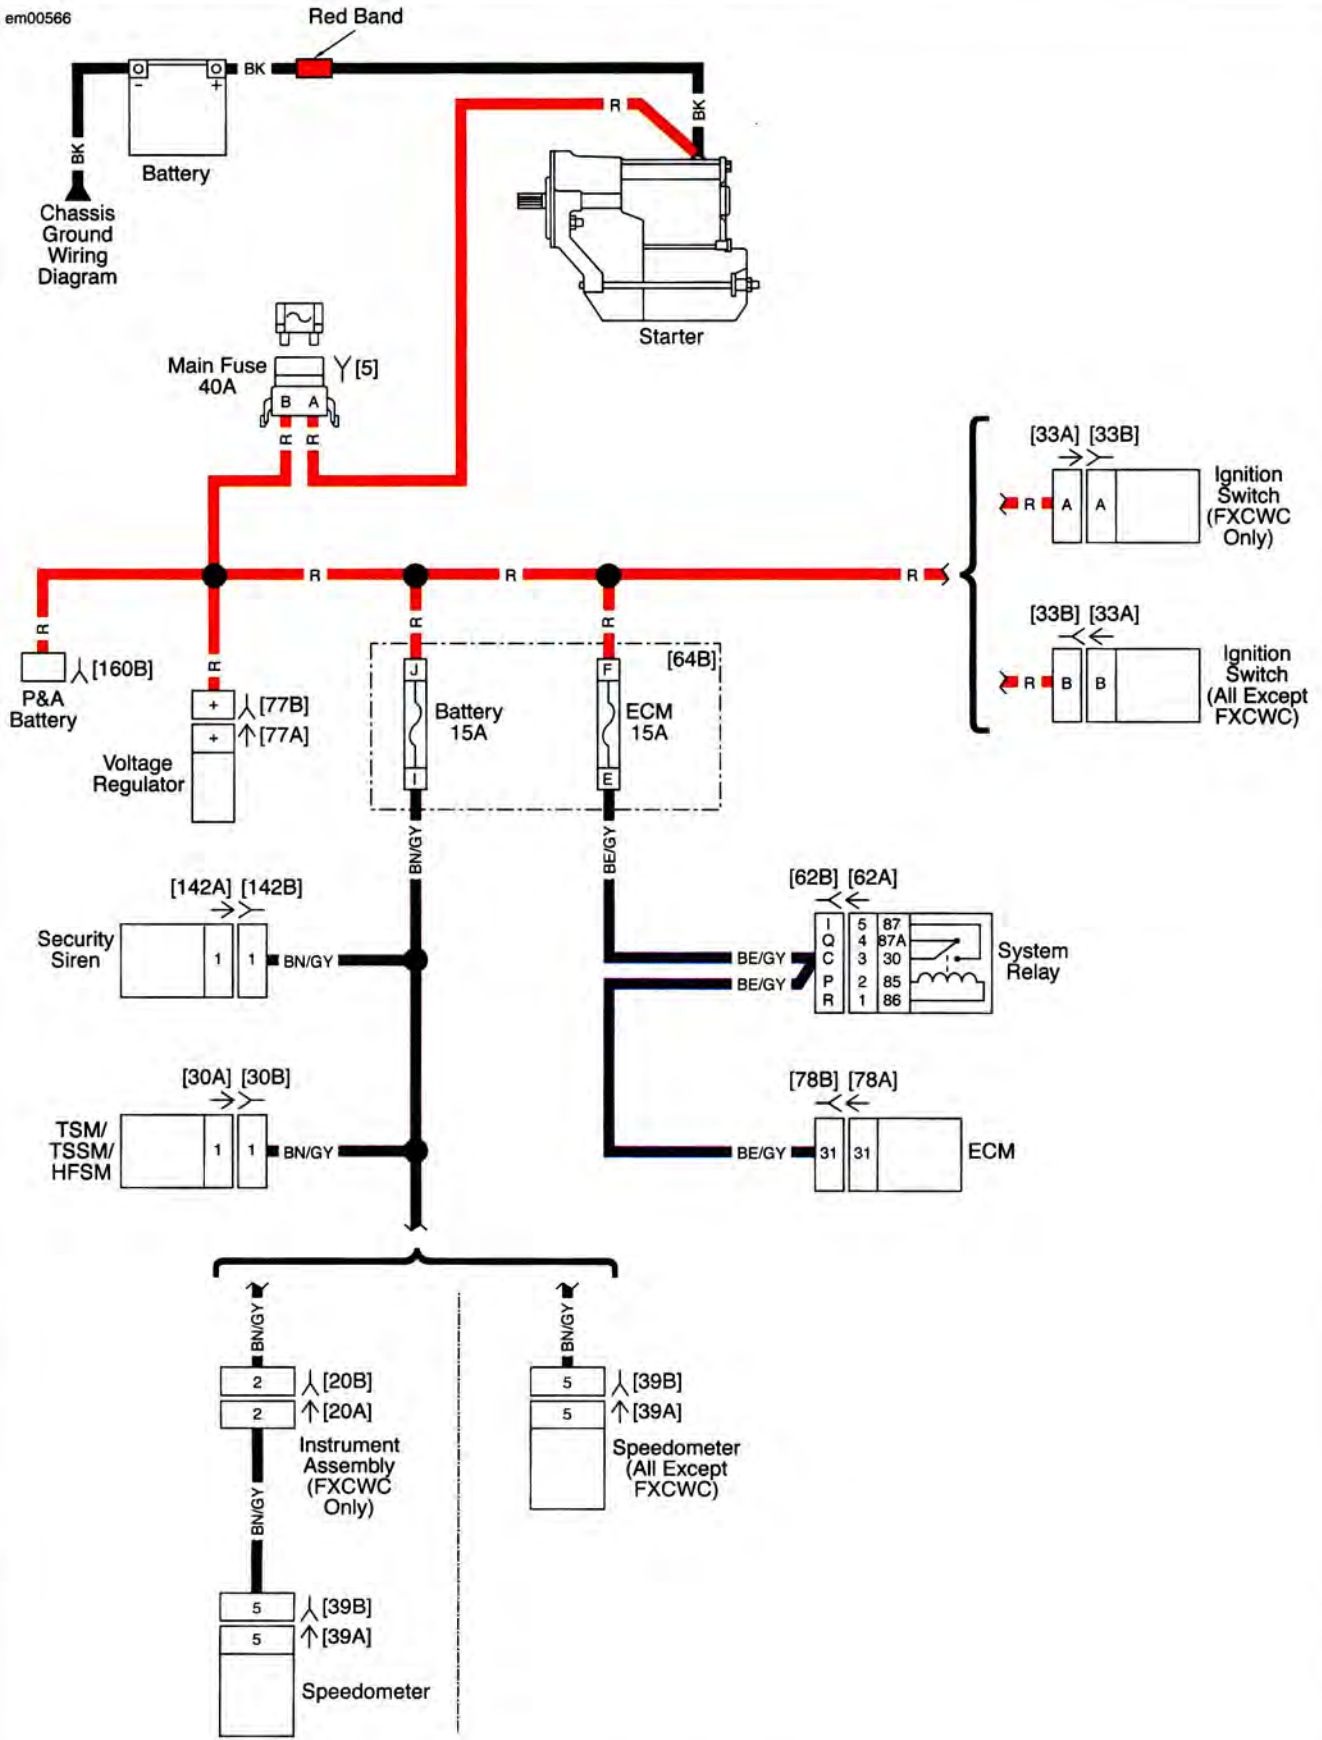 em00566
Red Band
BK
- +
BK
BK
R
Battery
Chassis
Ground
Wiring
Diagram
Starter
Main Fuse
40A
[5]
B A
R R
[33A] [33B]
R A A
Ignition
Switch
(FXCWC
Only)
R R R
R R R
R
[33B] [33A]
R B B
Ignition
Switch
(All Except
FXCWC)
[160B]
P&A
Battery
+ [77B]
+ [77A]
Voltage
Regulator
[64B]
J
Battery
15A
I
F
ECM
15A
E
BN/GY
BE/GY
[142A] [142B]
Security
Siren
1 1 BN/GY
[62B] [62A]
BE/GY
BE/GY
I 5 87
Q 4 87A
C 3 30
P 2 85
R 1 86
System
Relay
[30A] [30B]
TSM/
TSSM/
HFSM
1 1 BN/GY
[78B] [78A]
BE/GY 31 31 ECM
BN/GY
BN/GY
2 [20B]
2 [20A]
Instrument
Assembly
(FXCWC
Only)
5 [39B]
5 [39A]
Speedometer
(All Except
FXCWC)
BN/GY
5 [39B]
5 [39A]
Speedometer